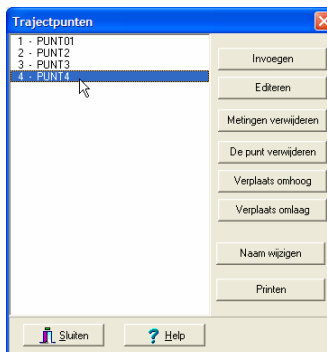 Trajectpunten
1 - PUNT01
2 - PUNT2
3 - PUNT3
4 - PUNT4
Invoegen
Editeren
Metingen verwijderen
De punt verwijderen
Verplaats omhoog
Verplaats omlaag
Naam wijzigen
Printen
Sluiten
Help